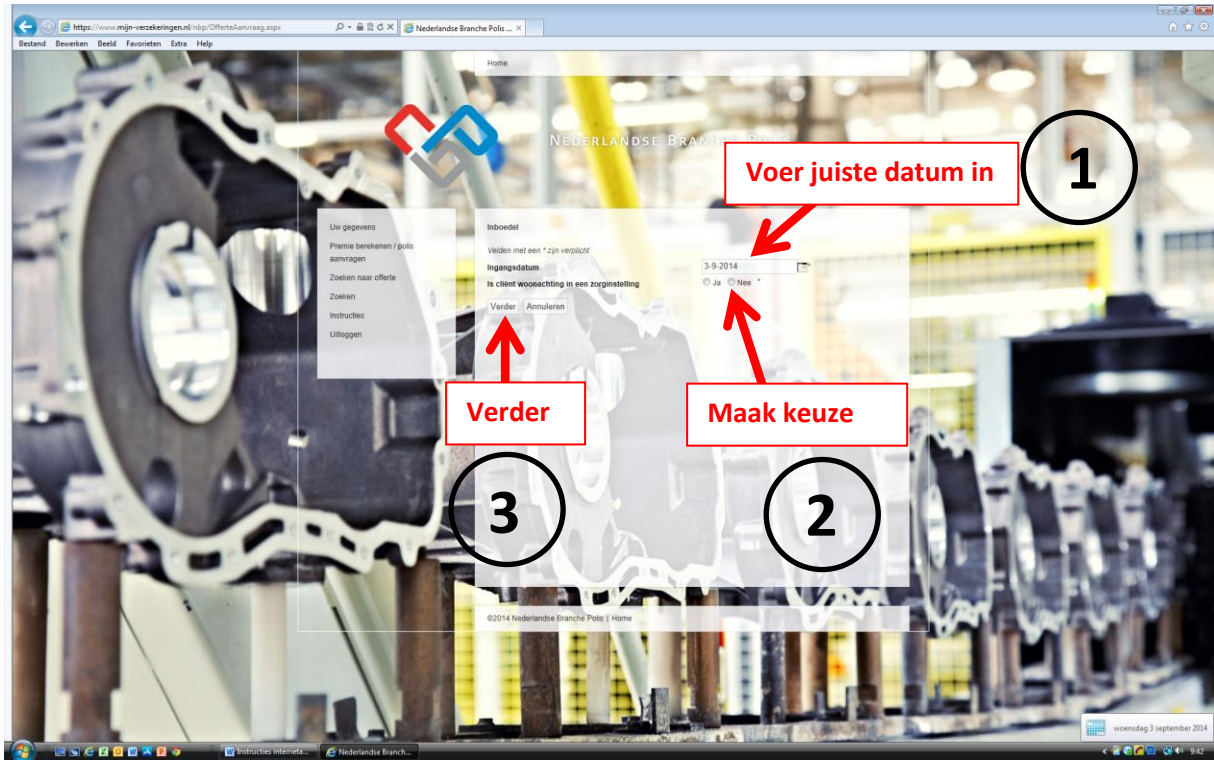 https://www.mijn-verzekeringen.nl/nbp/OfferteAanvraag.aspx
Nederlandse Branche Polis ...
Bestand Bewerken Beeld Favorieten Extra Help
Home
NEDERLANDSE BRANCHE POLIS
Voer juiste datum in
1
Uw gegevens
Premie berekenen / polis
aanvragen
Zoeken naar offerte
Zoeken
Instructies
Uitloggen
Inboedel
Velden met een * zijn verplicht
Ingangsdatum
3-9-2014 *
Is cliënt woonachting in een zorginstelling
Ja Nee *
Verder Annuleren
Verder
Maak keuze
3
2
©2014 Nederlandse Branche Polis | Home
woensdag 3 september 2014
Instructies interneta...
Nederlandse Branch...
9:42